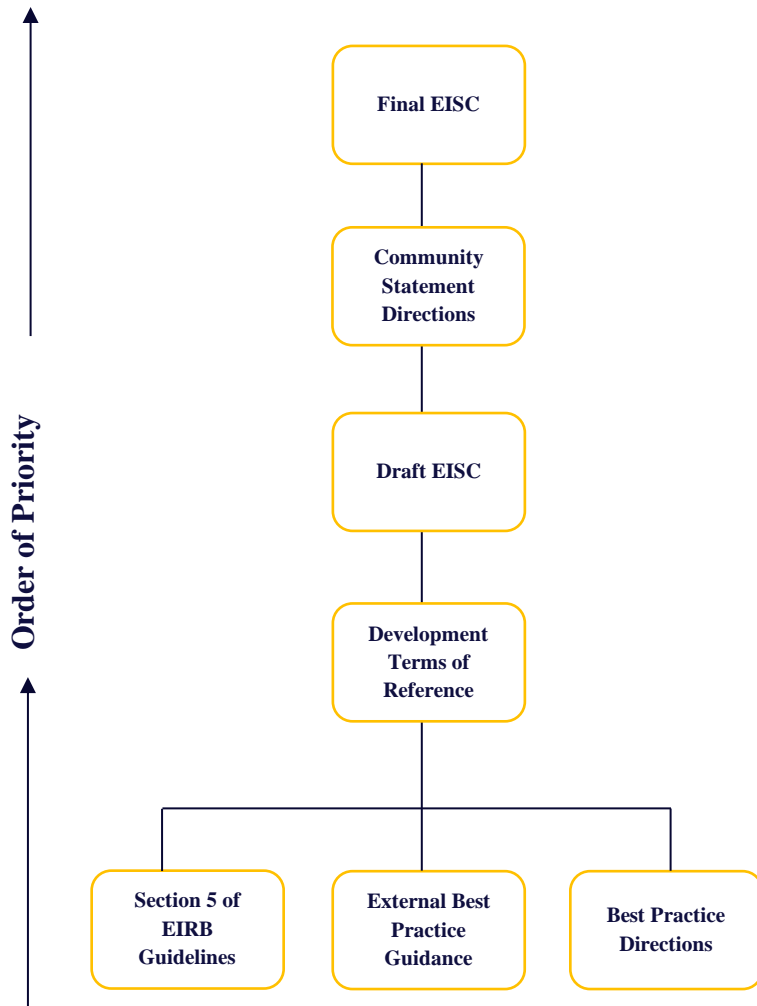 Order of Priority
Final EISC
Community
Statement
Directions
Draft EISC
Development
Terms of
Reference
Section 5 of
EIRB
Guidelines
External Best
Practice
Guidance
Best Practice
Directions